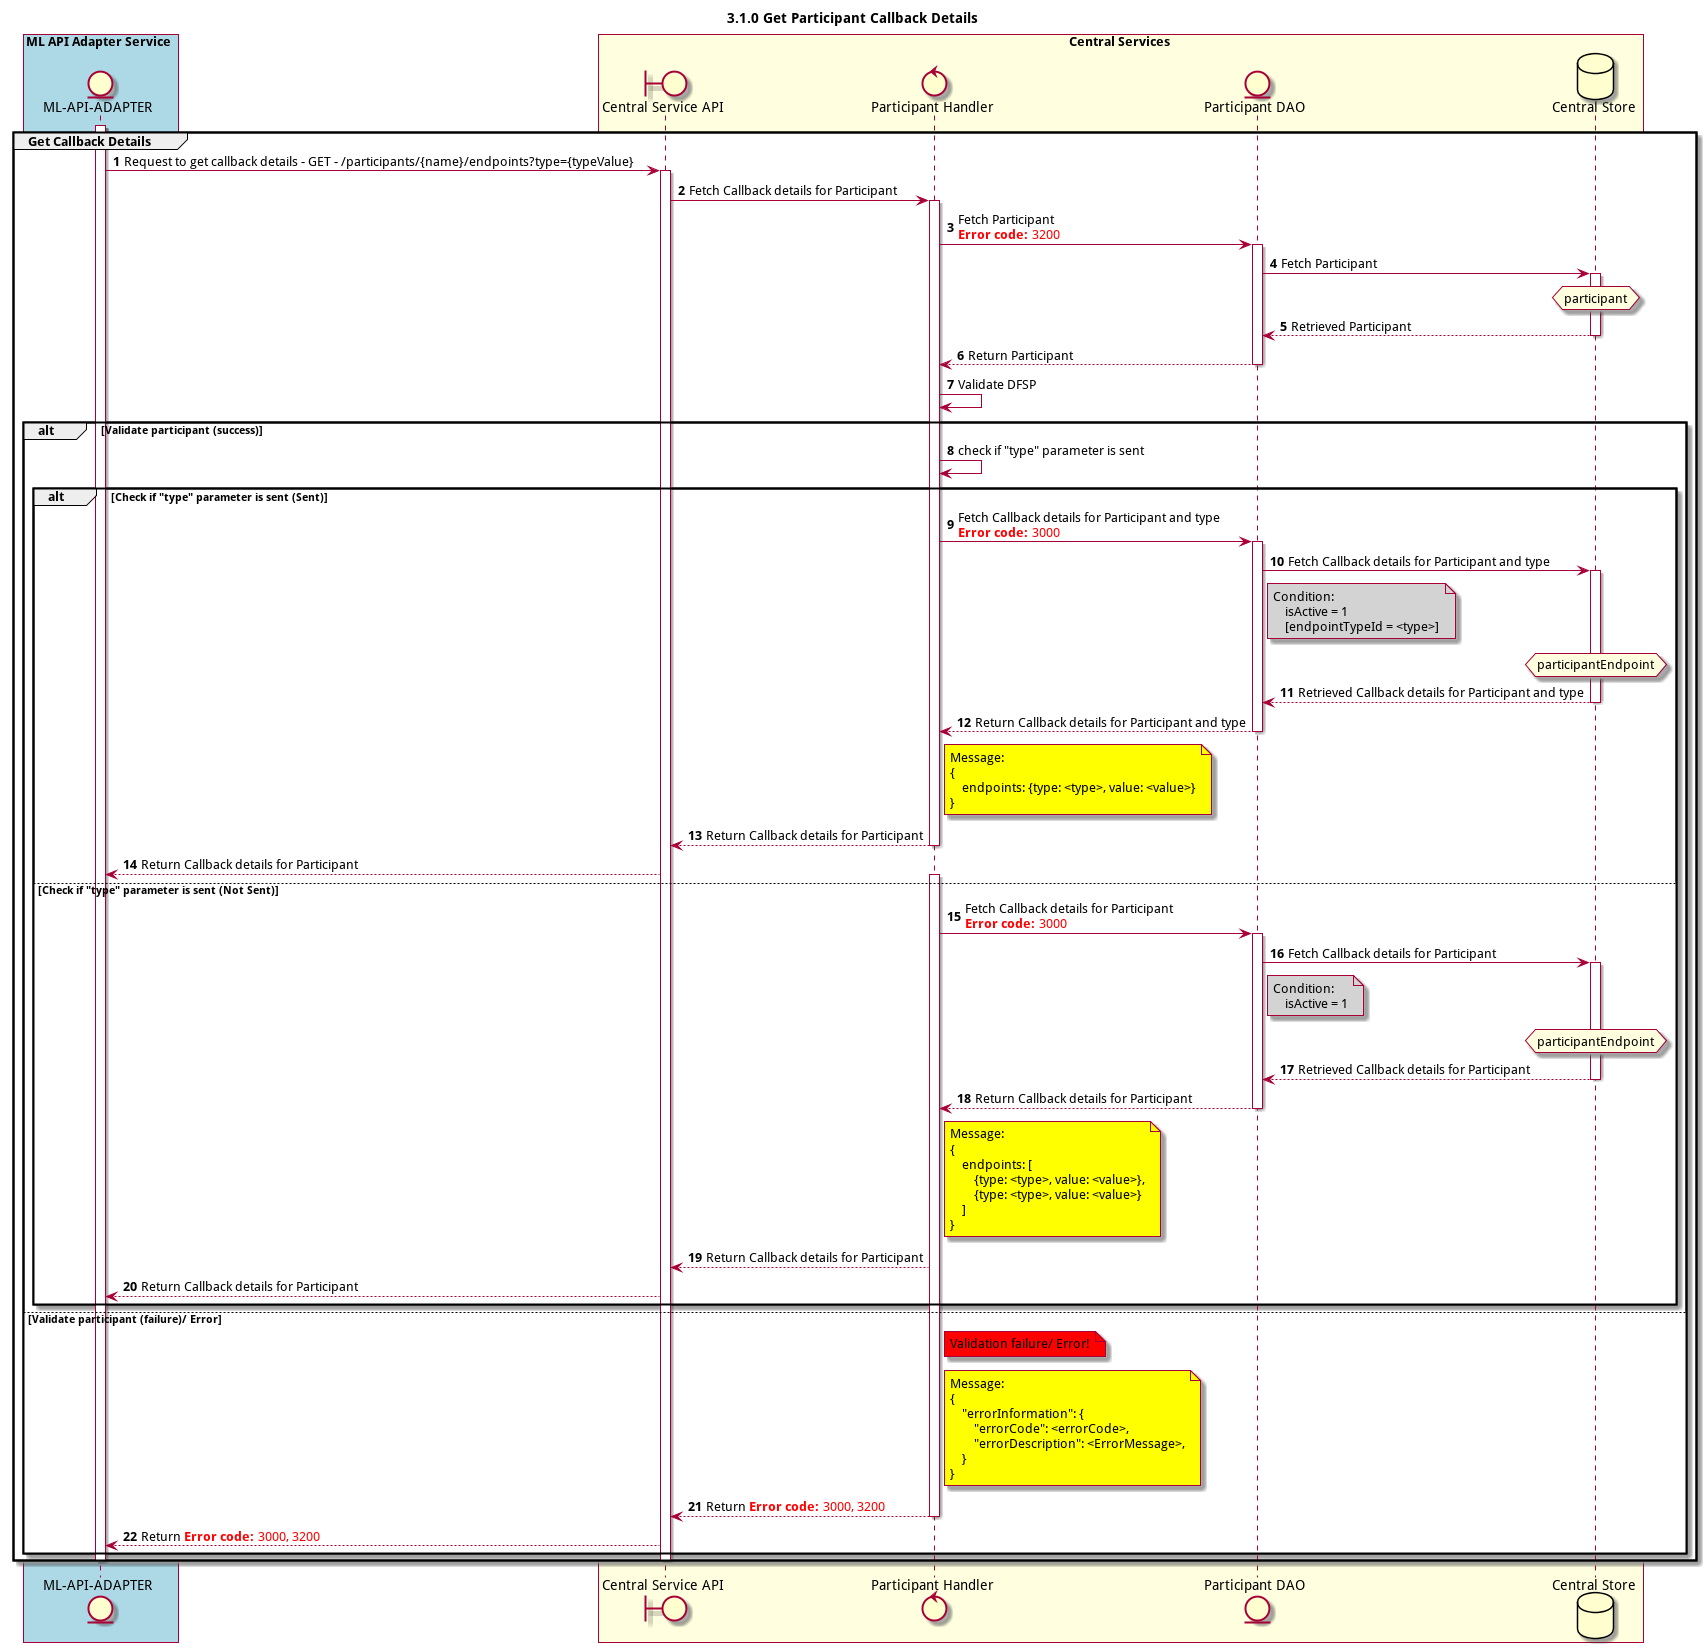 3.1.0 Get Participant Callback Details
ML API Adapter Service
Central Services
ML-API-ADAPTER
Central Service API
Participant Handler
Participant DAO
Central Store
Get Callback Details
1 Request to get callback details - GET - /participants/{name}/endpoints?type={typeValue}
2 Fetch Callback details for Participant
3 Fetch Participant
Error code: 3200
4 Fetch Participant
participant
5 Retrieved Participant
6 Return Participant
7 Validate DFSP
alt [Validate participant (success)]
8 check if "type" parameter is sent
alt [Check if "type" parameter is sent (Sent)]
9 Fetch Callback details for Participant and type
Error code: 3000
10 Fetch Callback details for Participant and type
Condition:
isActive = 1
[endpointTypeId = <type>]
participantEndpoint
11 Retrieved Callback details for Participant and type
12 Return Callback details for Participant and type
Message:
{
endpoints: {type: <type>, value: <value>}
}
13 Return Callback details for Participant
14 Return Callback details for Participant
[Check if "type" parameter is sent (Not Sent)]
15 Fetch Callback details for Participant
Error code: 3000
16 Fetch Callback details for Participant
Condition:
isActive = 1
participantEndpoint
17 Retrieved Callback details for Participant
18 Return Callback details for Participant
Message:
{
endpoints: [
{type: <type>, value: <value>},
{type: <type>, value: <value>}
]
}
19 Return Callback details for Participant
20 Return Callback details for Participant
[Validate participant (failure)/ Error]
Validation failure/ Error!
Message:
{
"errorInformation": {
"errorCode": <errorCode>,
"errorDescription": <ErrorMessage>,
}
}
21 Return Error code: 3000, 3200
22 Return Error code: 3000, 3200
ML-API-ADAPTER
Central Service API
Participant Handler
Participant DAO
Central Store